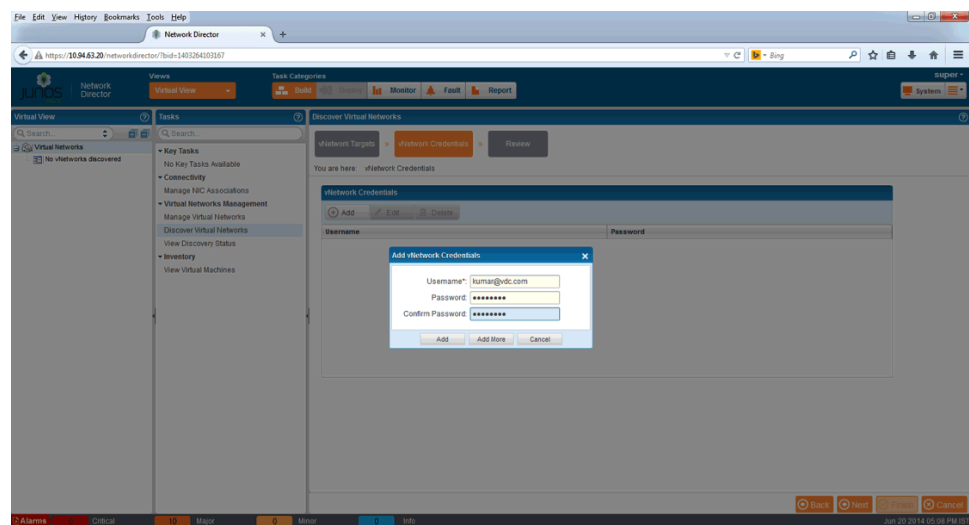 File Edit View History Bookmarks Tools Help
Network Director × +
https://10.94.63.20/networkdirector/?bid=1403264103167
Bing
JUNOS Network Director
Views
Virtual View
Task Categories
Build Deploy Monitor Fault Report
super
System
Virtual View
Search...
Virtual Networks
No vNetworks discovered
Tasks
Search...
Key Tasks
No Key Tasks Available
Connectivity
Manage NIC Associations
Virtual Networks Management
Manage Virtual Networks
Discover Virtual Networks
View Discovery Status
Inventory
View Virtual Machines
Discover Virtual Networks
vNetwork Targets » vNetwork Credentials » Review
You are here: vNetwork Credentials
vNetwork Credentials
Add Edit Delete
Username Password
Add vNetwork Credentials ×
Username*: kumar@vdc.com
Password: ••••••••
Confirm Password: ••••••••
Add Add More Cancel
Back Next Finish Cancel
Alarms Critical 10 Major 0 Minor 0 Info
Jun 20 2014 05:08 PM IST